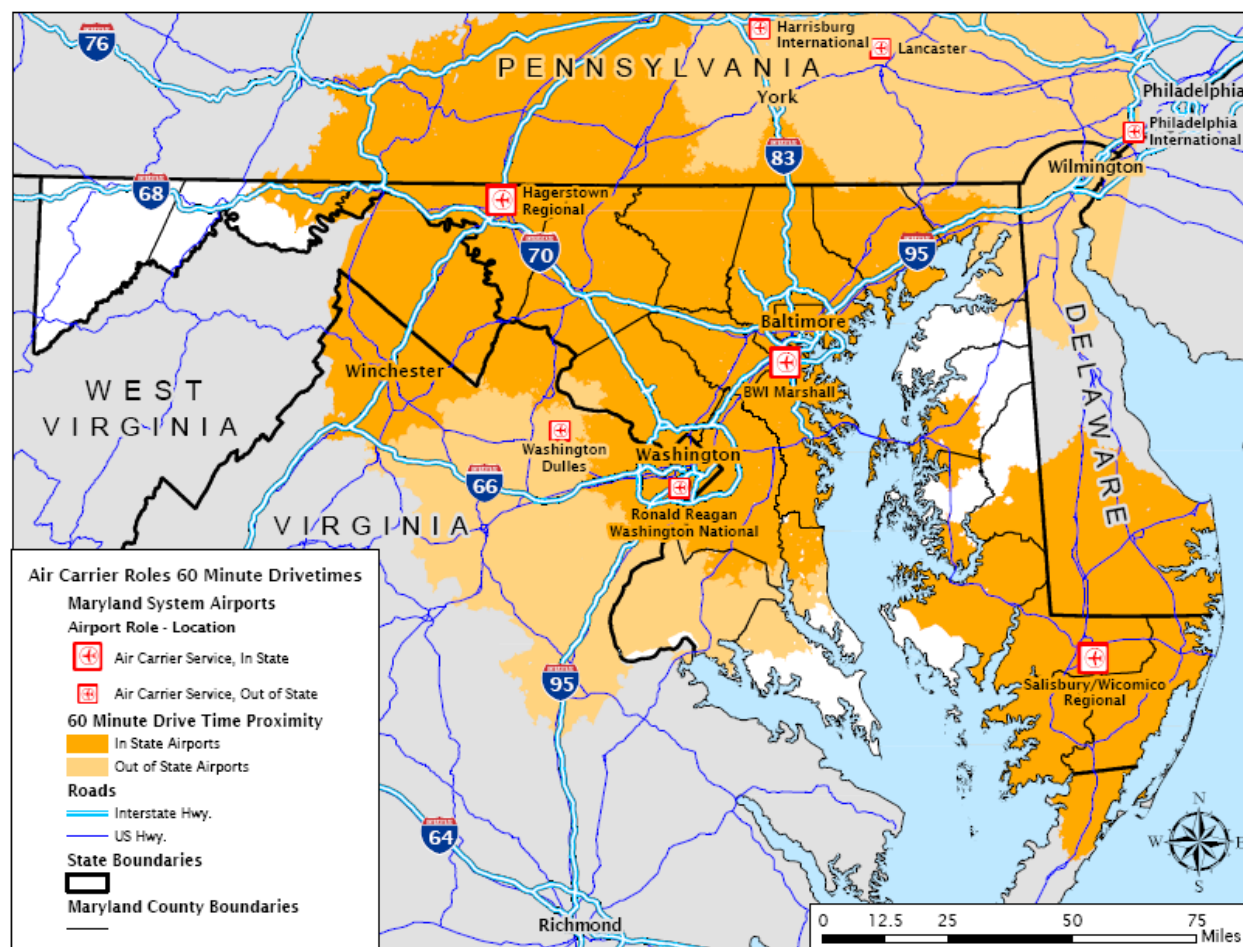 76
Harrisburg
International
Lancaster
PENNSYLVANIA
York
Philadelphia
Philadelphia
International
83
Wilmington
68
Hagerstown
Regional
70
95
Baltimore
DELAWARE
Winchester
BWI Marshall
WEST
VIRGINIA
Washington
Dulles
Washington
66
Ronald Reagan
Washington National
VIRGINIA
95
Salisbury/Wicomico
Regional
64
Richmond
Air Carrier Roles 60 Minute Drivetimes
Maryland System Airports
Airport Role - Location
Air Carrier Service, In State
Air Carrier Service, Out of State
60 Minute Drive Time Proximity
In State Airports
Out of State Airports
Roads
Interstate Hwy.
US Hwy.
State Boundaries
Maryland County Boundaries
N
W
E
S
0 12.5 25 50 75
Miles